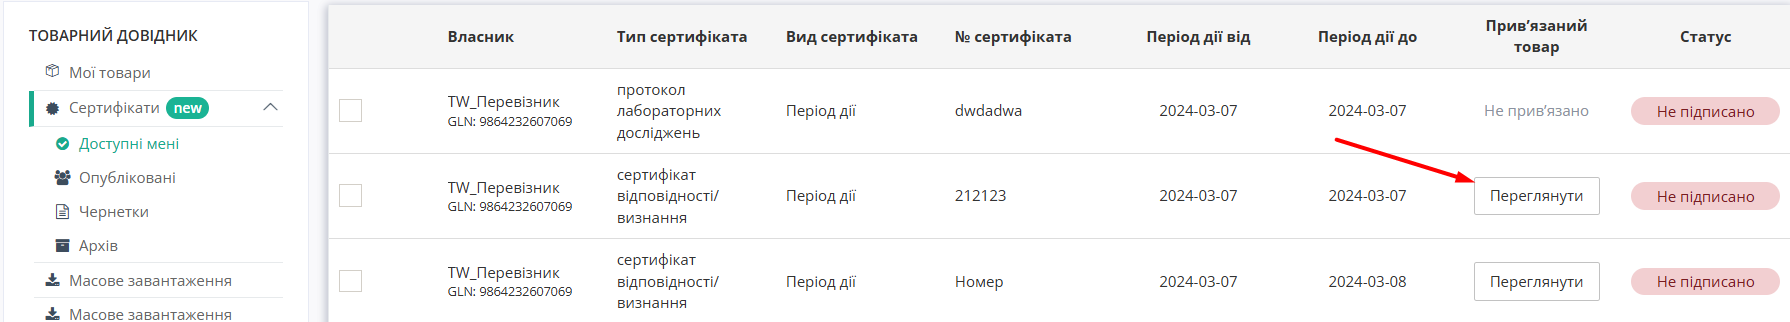 ТОВАРНИЙ ДОВІДНИК
Мої товари
Сертифікати new
Доступні мені
Опубліковані
Чернетки
Архів
Масове завантаження
Масове завантаження
Власник Тип сертифіката Вид сертифіката № сертифіката Період дії від Період дії до Прив’язаний товар Статус
TW_Перевізник
GLN: 9864232607069
протокол
лабораторних
досліджень
Період дії dwdadwa 2024-03-07 2024-03-07 Не прив’язано Не підписано
TW_Перевізник
GLN: 9864232607069
сертифікат
відповідності/
визнання
Період дії 212123 2024-03-07 2024-03-07 Переглянути Не підписано
TW_Перевізник
GLN: 9864232607069
сертифікат
відповідності/
визнання
Період дії Номер 2024-03-07 2024-03-08 Переглянути Не підписано